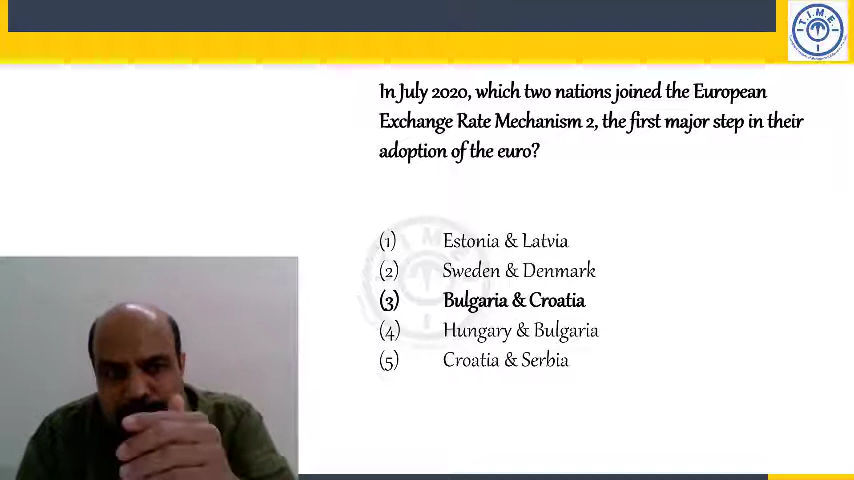 T.I.M.E.
In July 2020, which two nations joined the European
Exchange Rate Mechanism 2, the first major step in their
adoption of the euro?
(1) Estonia & Latvia
(2) Sweden & Denmark
(3) Bulgaria & Croatia
(4) Hungary & Bulgaria
(5) Croatia & Serbia